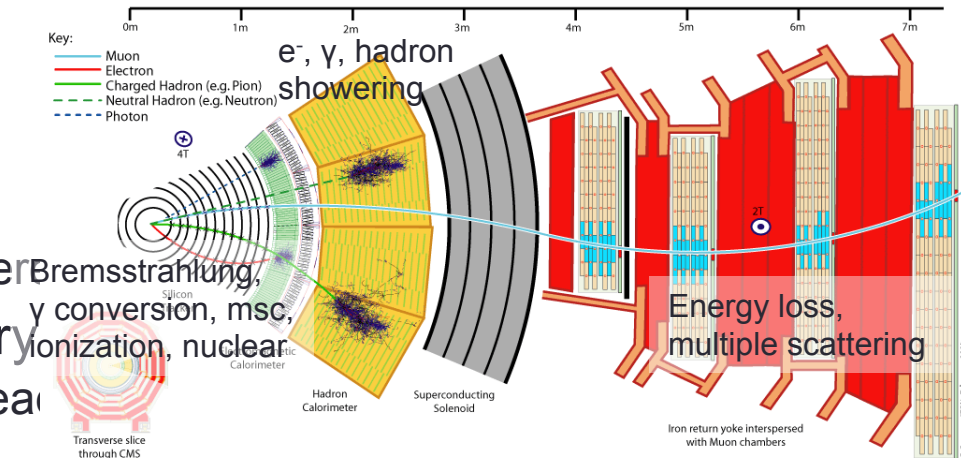 0m 1m 2m 3m 4m 5m 6m 7m
Key:
Muon
Electron
Charged Hadron (e.g. Pion)
Neutral Hadron (e.g. Neutron)
Photon
e-, γ, hadron
showering
4T
2T
Bremsstrahlung,
γ conversion, msc,
ionization, nuclear
Silicon
Calorimeter
Energy loss,
multiple scattering
Hadron
Calorimeter
Superconducting
Solenoid
Iron return yoke interspersed
with Muon chambers
Transverse slice
through CMS